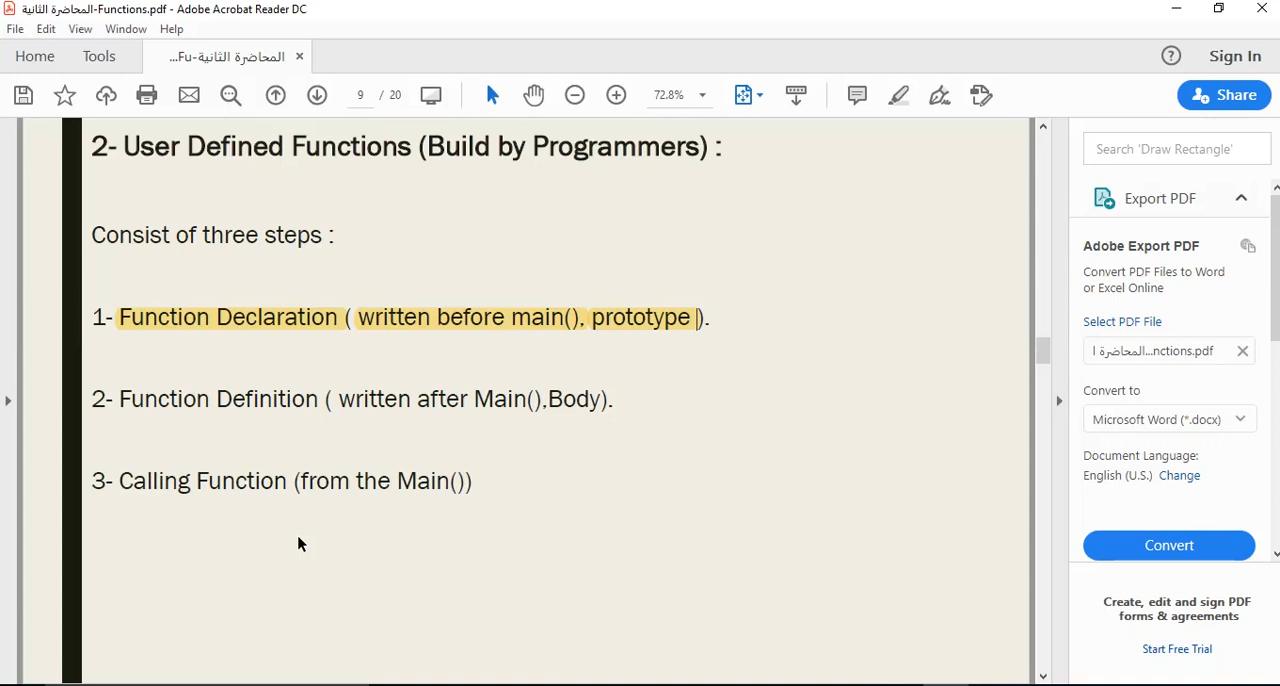 المحاضرة الثانية-Functions.pdf - Adobe Acrobat Reader DC
File Edit View Window Help
Home Tools المحاضرة الثانية-Fu... × Sign In
9 / 20 72.8% Share
2- User Defined Functions (Build by Programmers) :
Consist of three steps :
1- Function Declaration ( written before main(), prototype ).
2- Function Definition ( written after Main(),Body).
3- Calling Function (from the Main())
Search 'Draw Rectangle'
Export PDF
Adobe Export PDF
Convert PDF Files to Word
or Excel Online
Select PDF File
المحاضرة ا...nctions.pdf
Convert to
Microsoft Word (*.docx)
Document Language:
English (U.S.) Change
Convert
Create, edit and sign PDF
forms & agreements
Start Free Trial